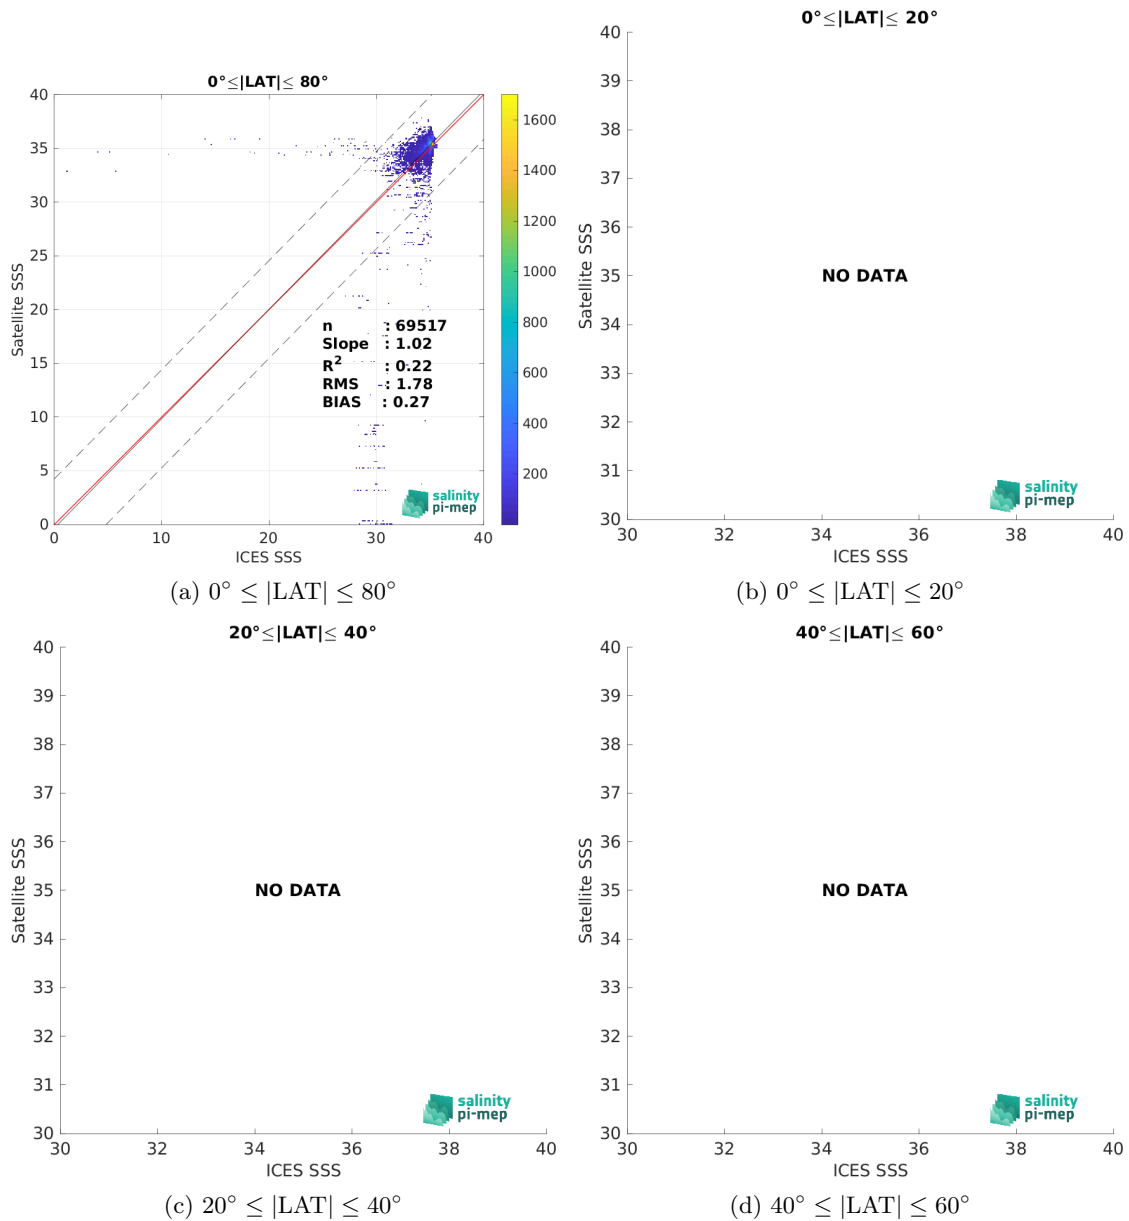 0°≤|LAT|≤ 80°
40
35
30
25
20
15
10
5
0
0
10
20
30
40
Satellite SSS
ICES SSS
n : 69517
Slope : 1.02
R² : 0.22
RMS : 1.78
BIAS : 0.27
1600
1400
1200
1000
800
600
400
200
salinity
pi-mep
(a) 0° ≤ |LAT| ≤ 80°
0°≤|LAT|≤ 20°
40
39
38
37
36
35
34
33
32
31
30
30
32
34
36
38
40
Satellite SSS
ICES SSS
NO DATA
salinity
pi-mep
(b) 0° ≤ |LAT| ≤ 20°
20°≤|LAT|≤ 40°
40
39
38
37
36
35
34
33
32
31
30
30
32
34
36
38
40
Satellite SSS
ICES SSS
NO DATA
salinity
pi-mep
(c) 20° ≤ |LAT| ≤ 40°
40°≤|LAT|≤ 60°
40
39
38
37
36
35
34
33
32
31
30
30
32
34
36
38
40
Satellite SSS
ICES SSS
NO DATA
salinity
pi-mep
(d) 40° ≤ |LAT| ≤ 60°